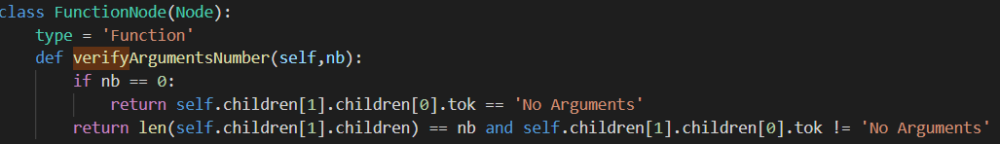 class FunctionNode(Node):
    type = 'Function'
    def verifyArgumentsNumber(self,nb):
        if nb == 0:
            return self.children[1].children[0].tok == 'No Arguments'
        return len(self.children[1].children) == nb and self.children[1].children[0].tok != 'No Arguments'